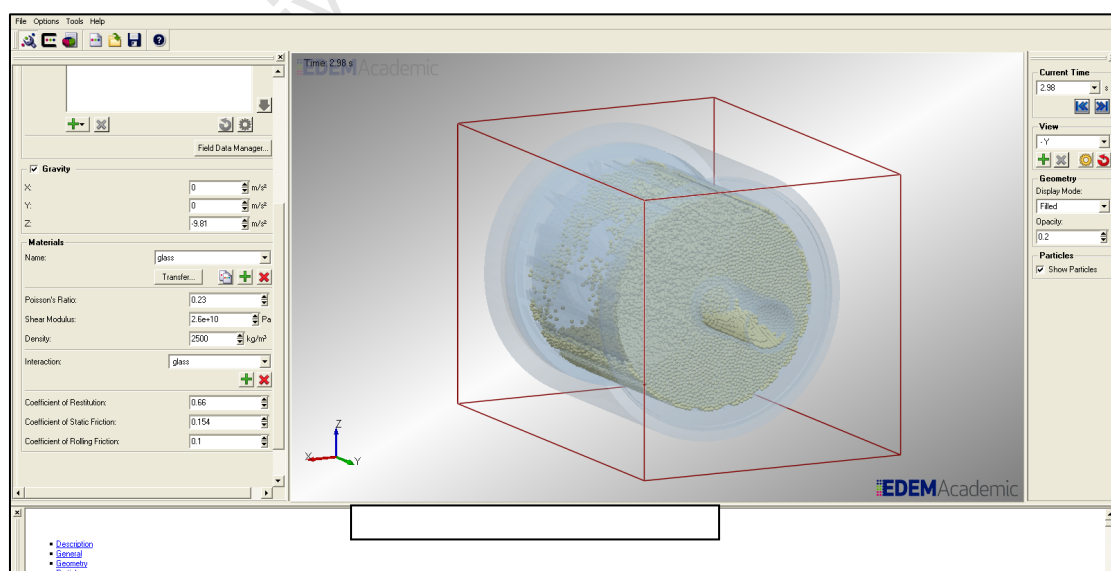 File Options Tools Help
Time: 2.98 s
EDEMAcademic
Field Data Manager...
Gravity
X: 0 m/s²
Y: 0 m/s²
Z: -9.81 m/s²
Materials
Name: glass
Transfer...
Poisson's Ratio: 0.23
Shear Modulus: 2.6e+10 Pa
Density: 2500 kg/m³
Interaction: glass
Coefficient of Restitution: 0.66
Coefficient of Static Friction: 0.154
Coefficient of Rolling Friction: 0.1
Z
X
Y
EDEMAcademic
Current Time
2.98 s
View
-Y
Geometry
Display Mode:
Filled
Opacity:
0.2
Particles
Show Particles
Description
General
Geometry